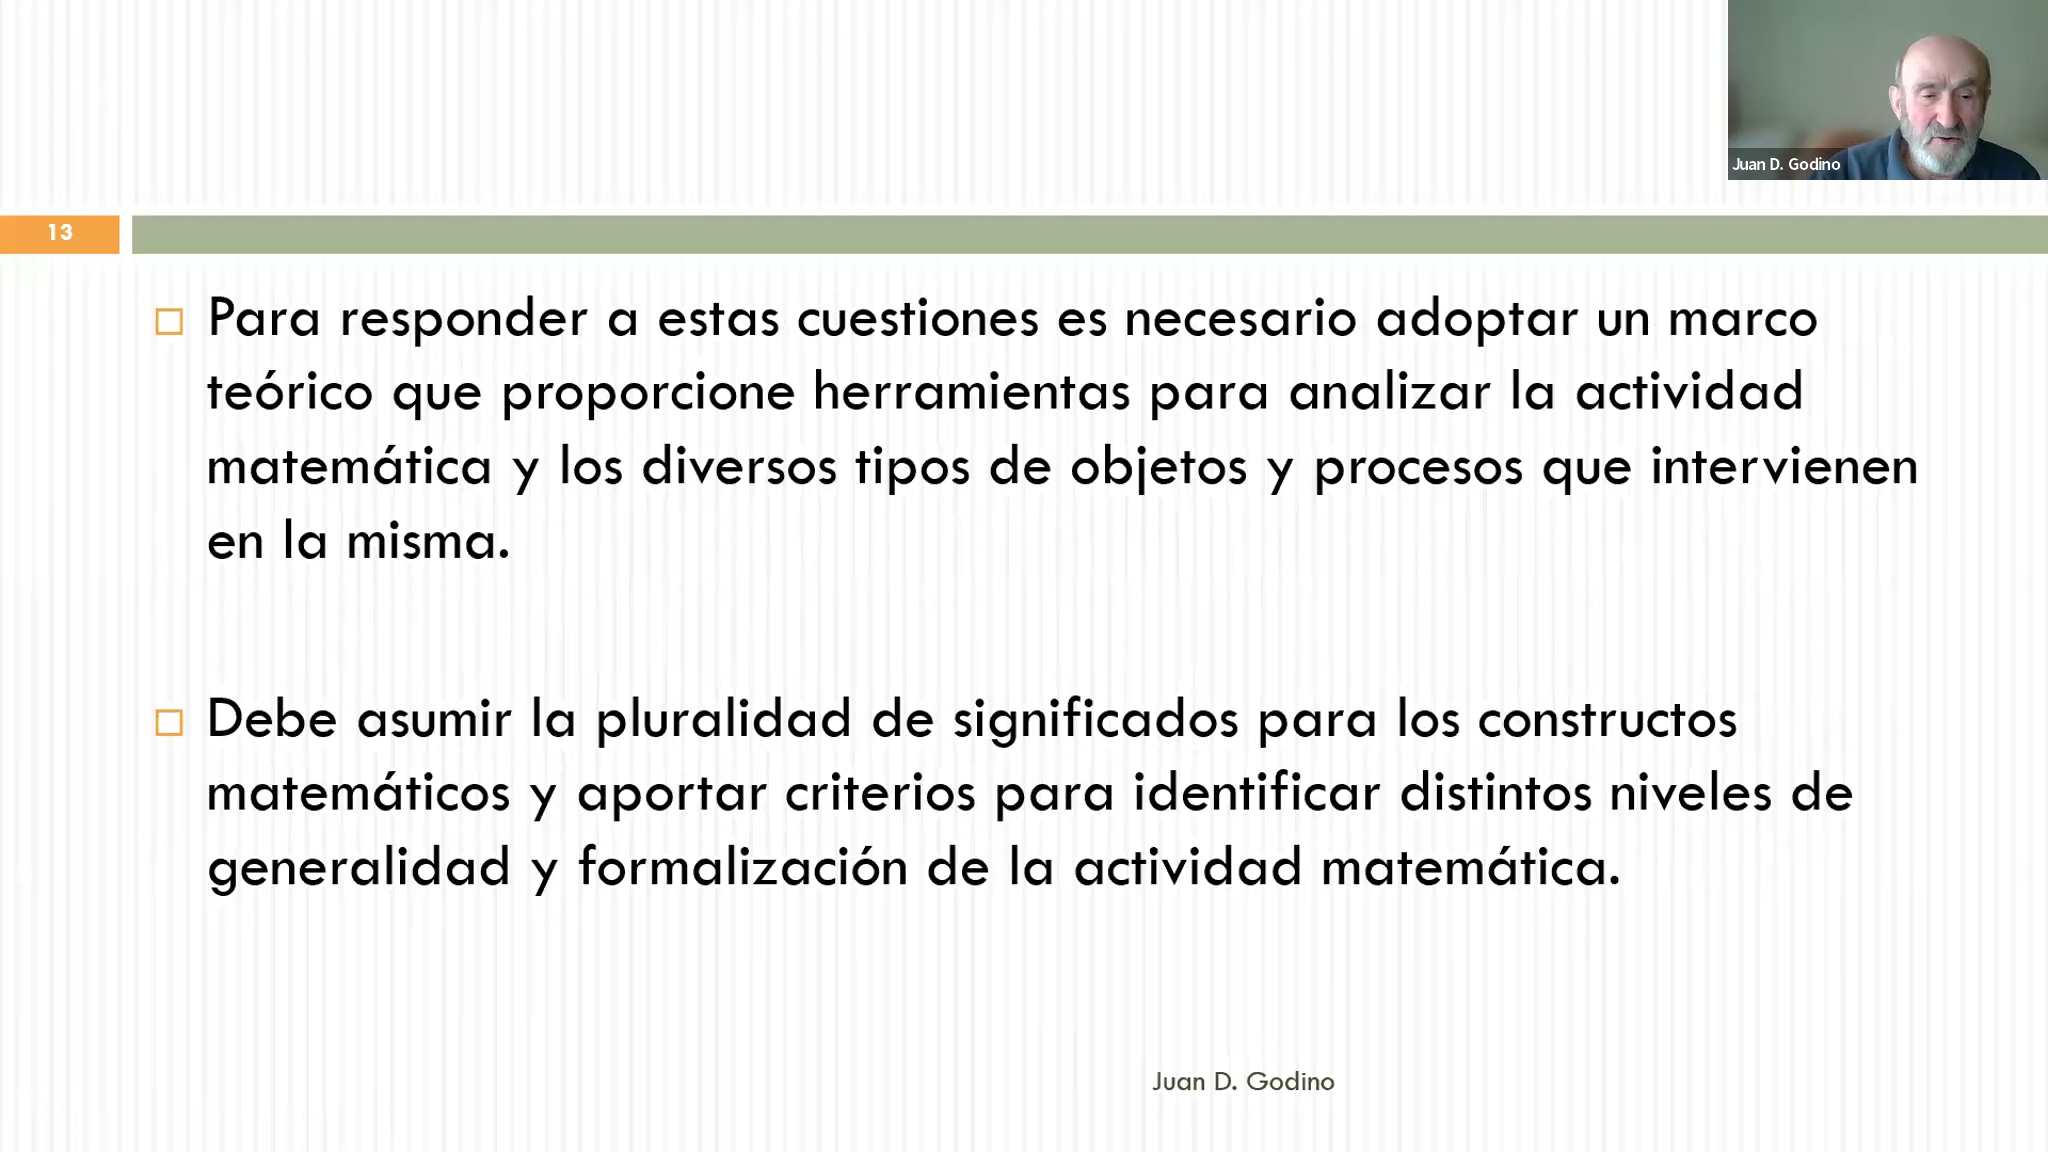 Juan D. Godino
13
Para responder a estas cuestiones es necesario adoptar un marco
teórico que proporcione herramientas para analizar la actividad
matemática y los diversos tipos de objetos y procesos que intervienen
en la misma.
Debe asumir la pluralidad de significados para los constructos
matemáticos y aportar criterios para identificar distintos niveles de
generalidad y formalización de la actividad matemática.
Juan D. Godino